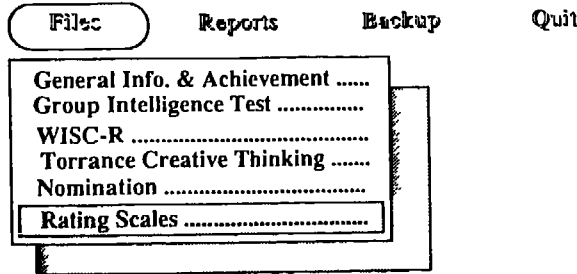 Files Reports Backup Quit
General Info. & Achievement ......
Group Intelligence Test ...............
WISC-R .........................................
Torrance Creative Thinking .......
Nomination ...................................
Rating Scales ................................